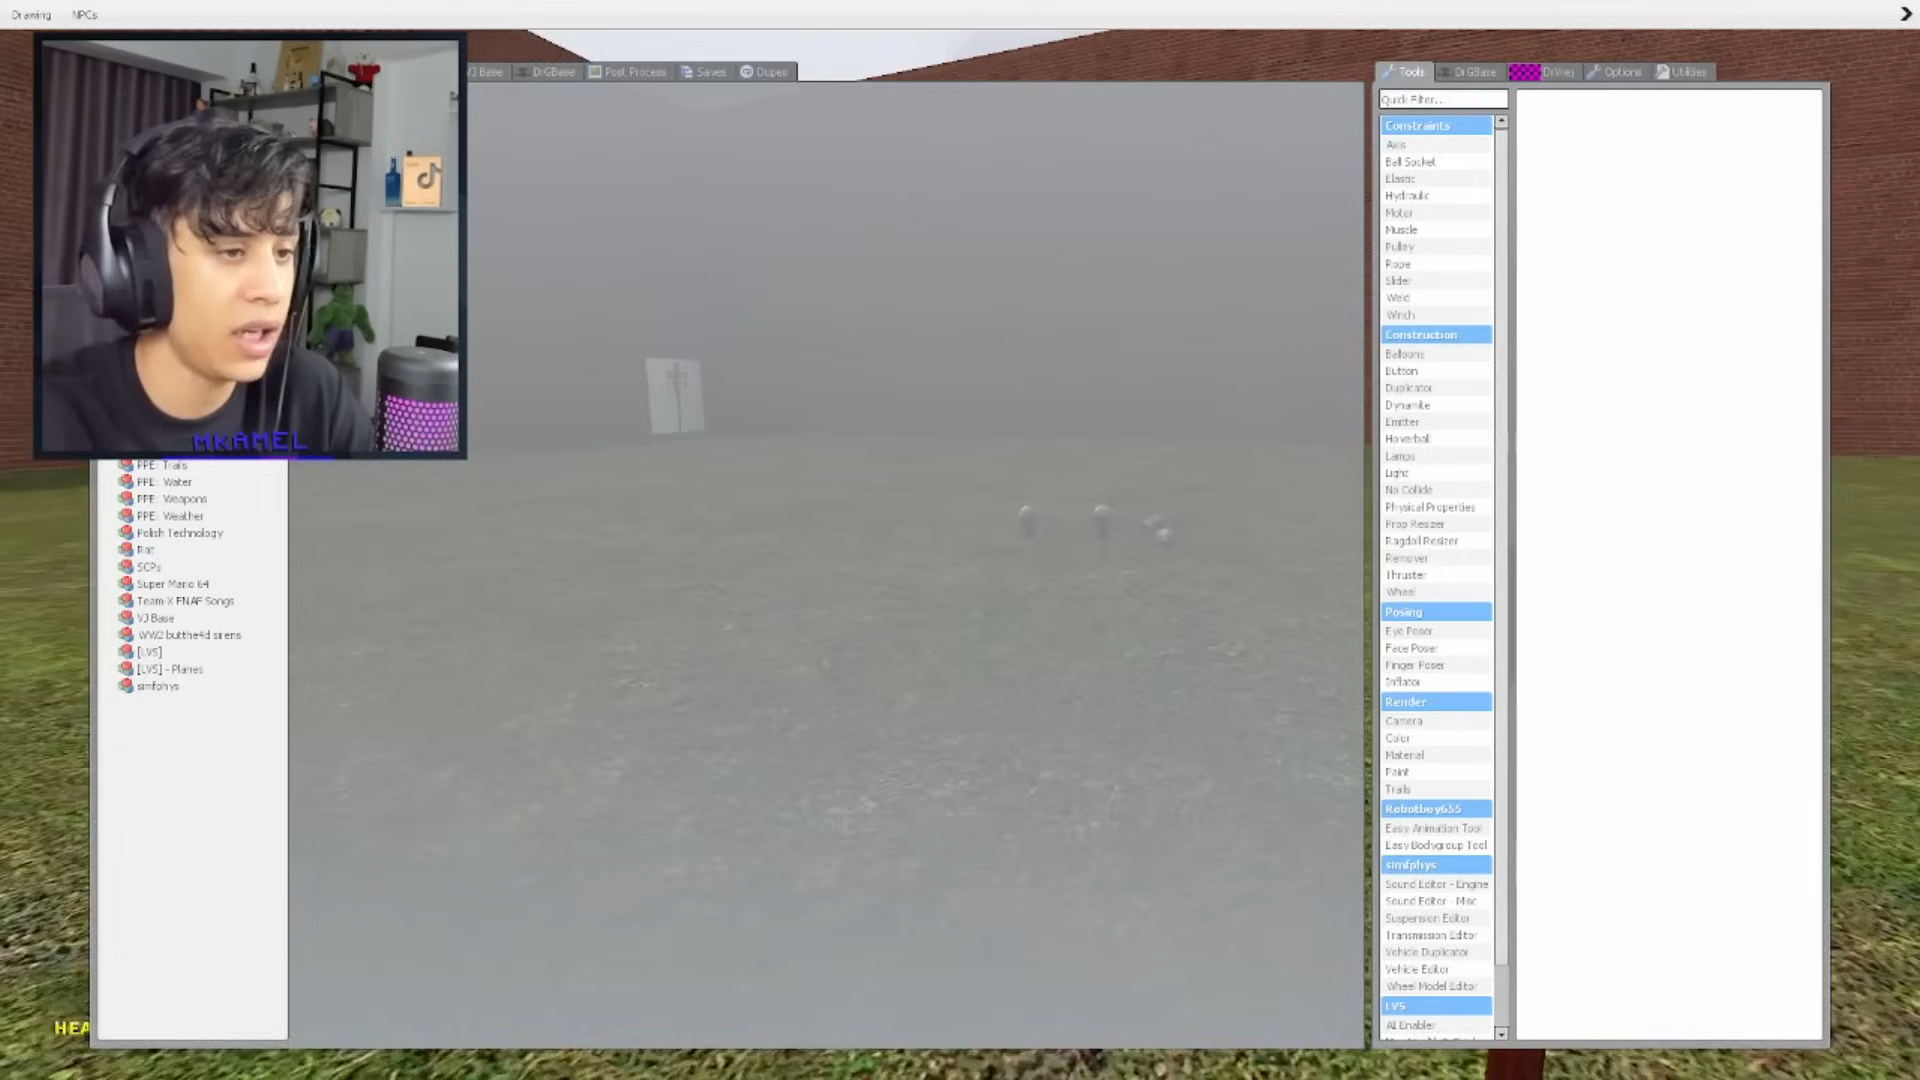 Drawing NPCs
VJ Base DrGBase Post Process Saves Dupes
Tools DrGBase DrVrej Options Utilities
MKAMEL
PPE: Trails
PPE: Water
PPE: Weapons
PPE: Weather
Polish Technology
Rat
SCPs
Super Mario 64
Team-X FNAF Songs
VJ Base
WW2 butthe4d sirens
[LVS]
[LVS] - Planes
simfphys
HEA
Quick Filter...
Constraints
Axis
Ball Socket
Elastic
Hydraulic
Motor
Muscle
Pulley
Rope
Slider
Weld
Winch
Construction
Balloons
Button
Duplicator
Dynamite
Emitter
Hoverball
Lamps
Light
No Collide
Physical Properties
Prop Resizer
Ragdoll Resizer
Remover
Thruster
Wheel
Posing
Eye Poser
Face Poser
Finger Poser
Inflator
Render
Camera
Color
Material
Paint
Trails
Robotboy655
Easy Animation Tool
Easy Bodygroup Tool
simfphys
Sound Editor - Engine
Sound Editor - Misc
Suspension Editor
Transmission Editor
Vehicle Duplicator
Vehicle Editor
Wheel Model Editor
LVS
AI Enabler